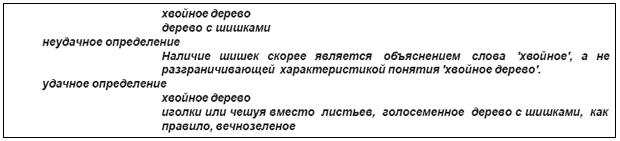 хвойное дерево
дерево с шишками
неудачное определение
Наличие шишек скорее является объяснением слова 'хвойное', а не
разграничивающей характеристикой понятия 'хвойное дерево'.
удачное определение
хвойное дерево
иголки или чешуя вместо листьев, голосеменное дерево с шишками, как
правило, вечнозеленое